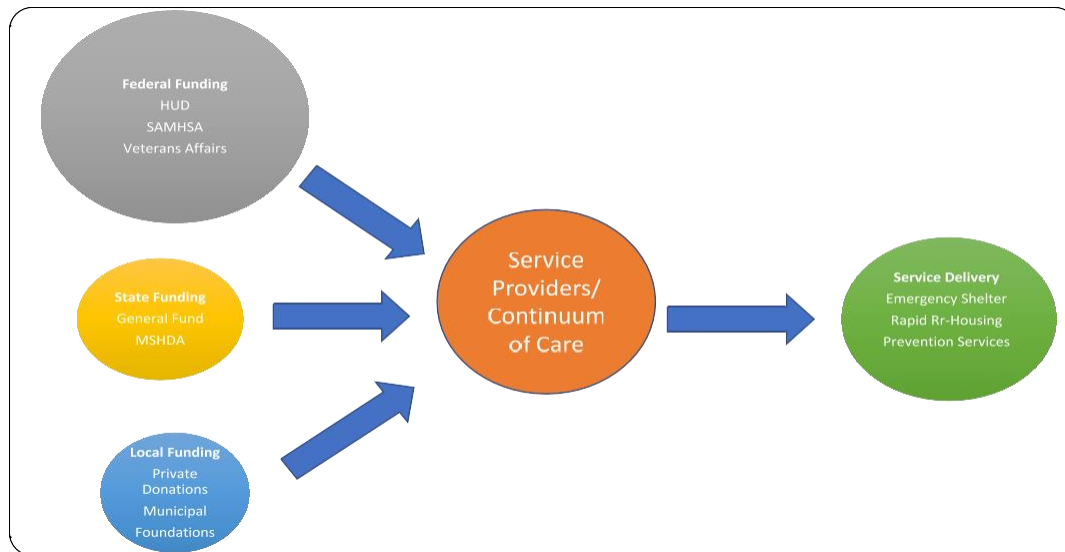 Federal Funding
HUD
SAMHSA
Veterans Affairs
State Funding
General Fund
MSHDA
Local Funding
Private
Donations
Municipal
Foundations
Service
Providers/
Continuum
of Care
Service Delivery
Emergency Shelter
Rapid Rr-Housing
Prevention Services